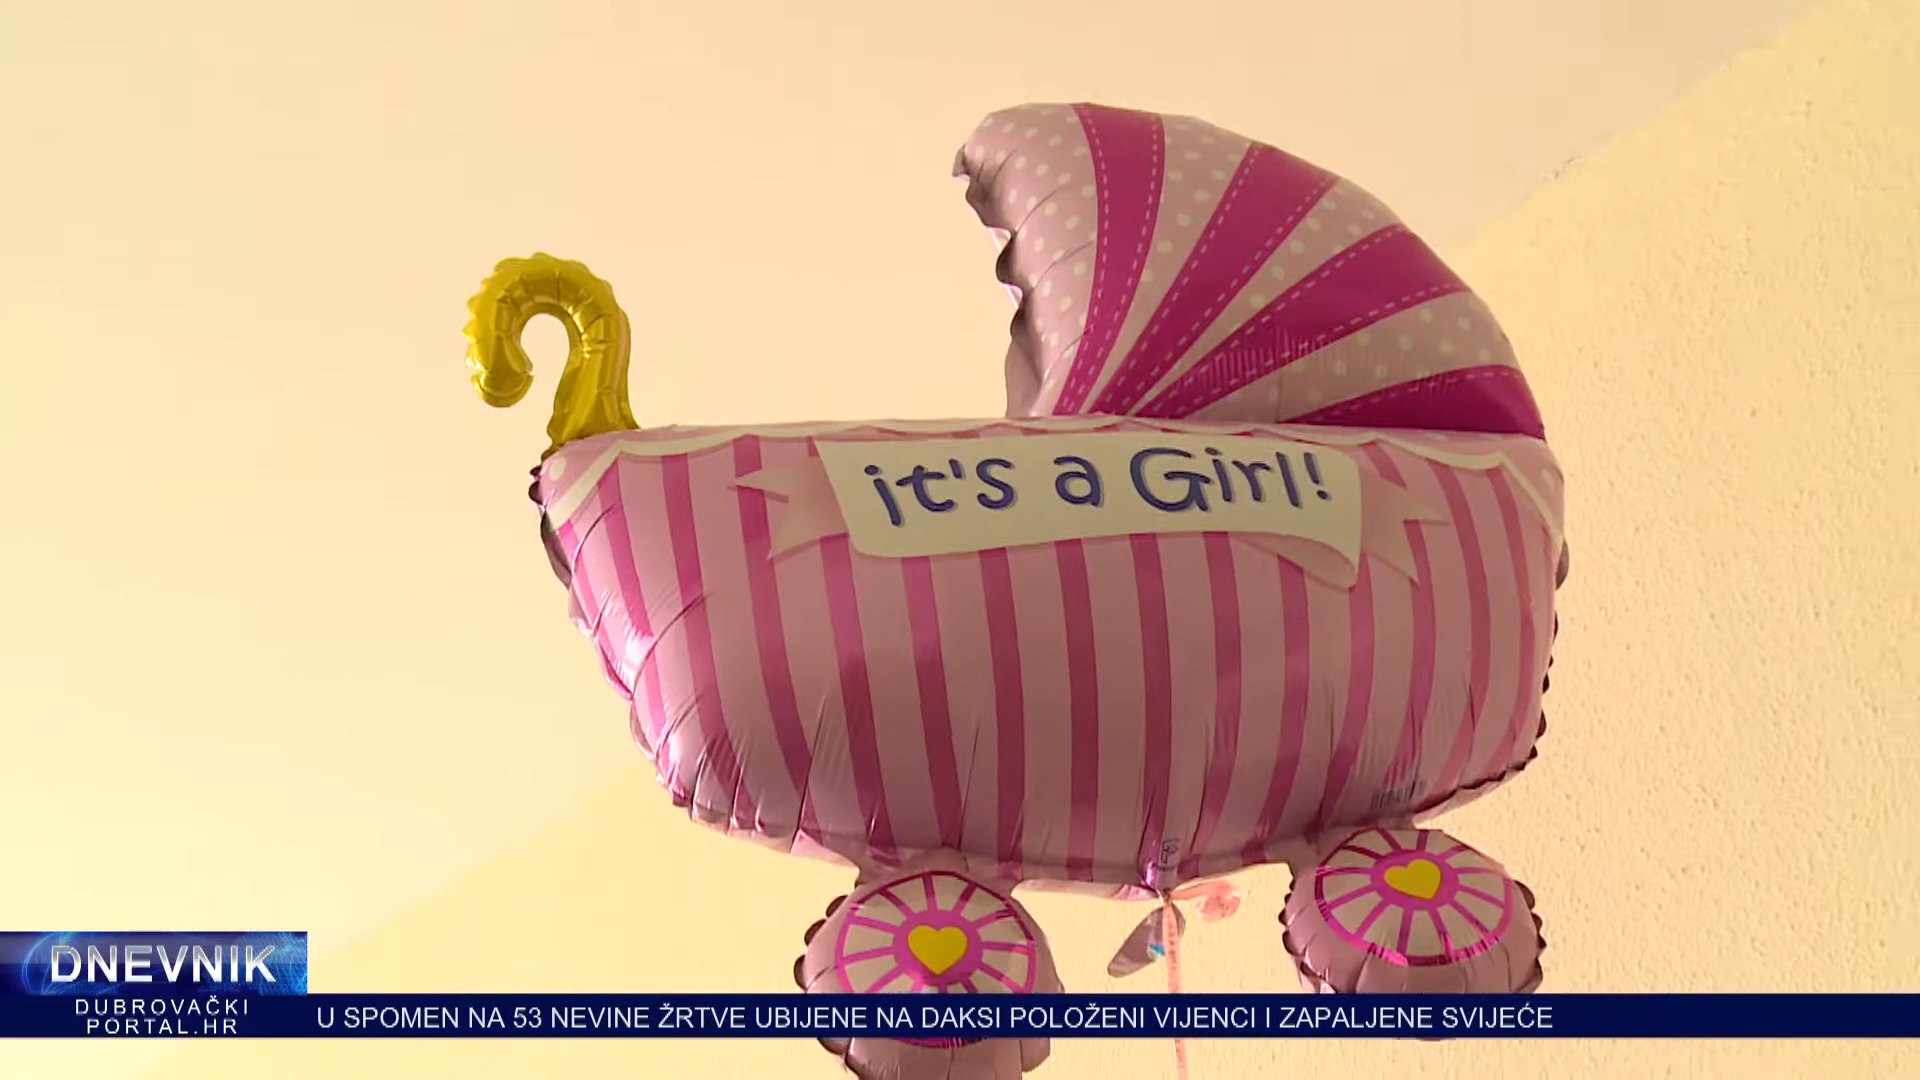 it's a Girl!
DNEVNIK
DUBROVAČKI
PORTAL.HR
U SPOMEN NA 53 NEVINE ŽRTVE UBIJENE NA DAKSI POLOŽENI VIJENCI I ZAPALJENE SVIJEĆE